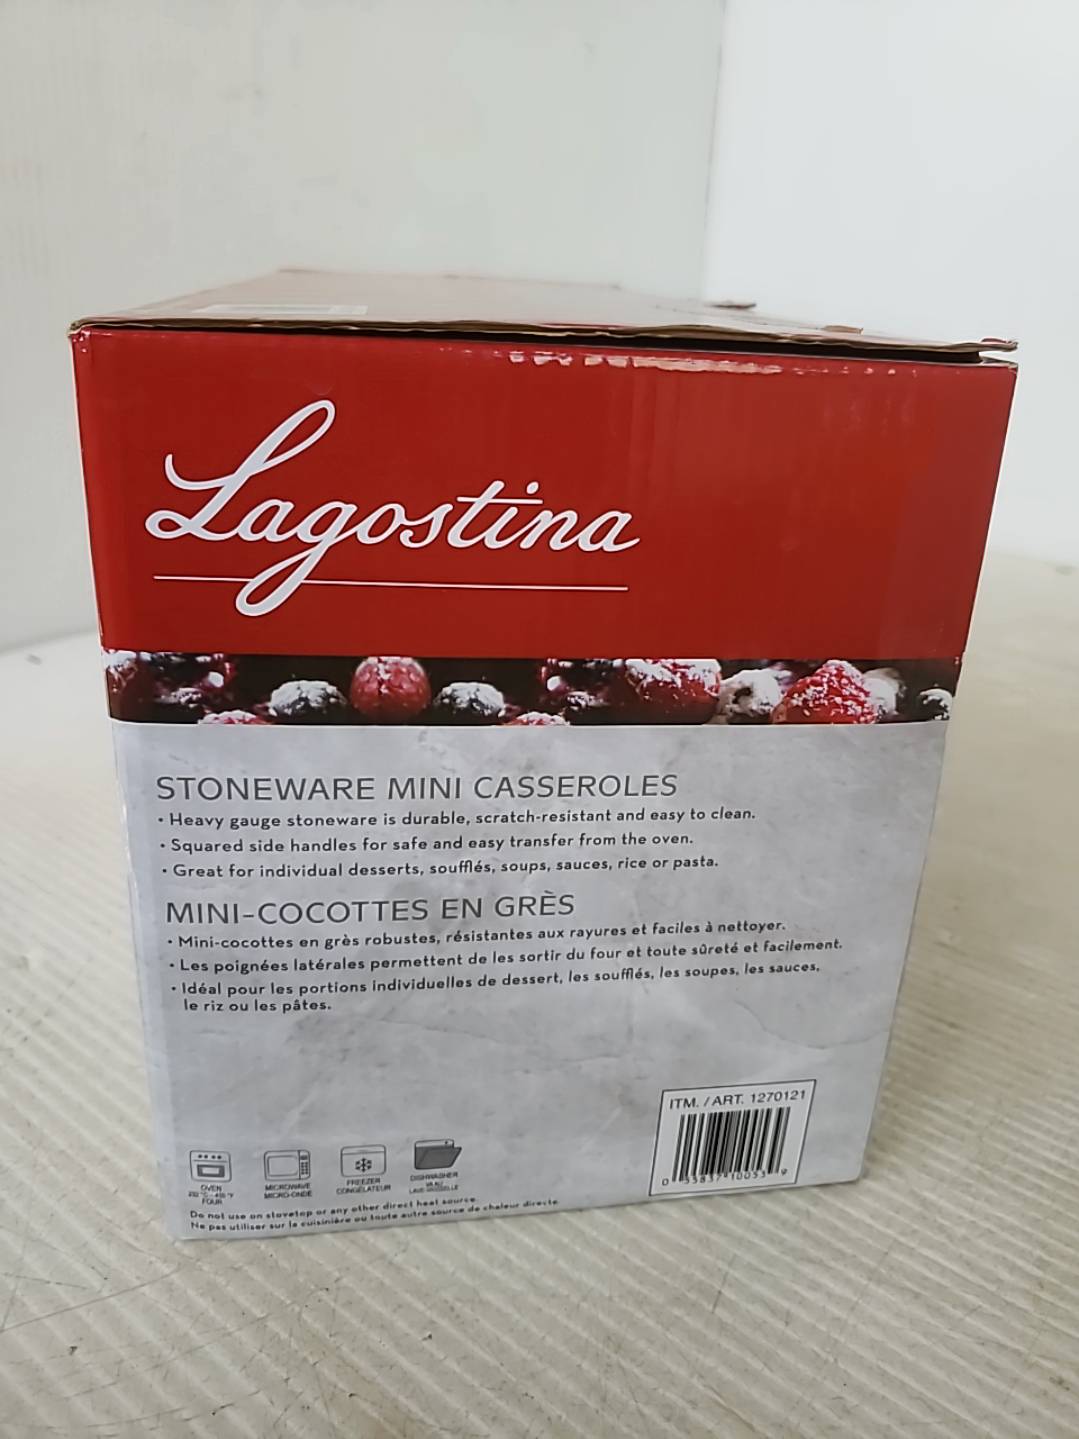 Lagostina
STONEWARE MINI CASSEROLES
• Heavy gauge stoneware is durable, scratch-resistant and easy to clean.
• Squared side handles for safe and easy transfer from the oven.
• Great for individual desserts, soufflés, soups, sauces, rice or pasta.
MINI-COCOTTES EN GRÈS
• Mini-cocottes en grès robustes, résistantes aux rayures et faciles à nettoyer.
• Les poignées latérales permettent de les sortir du four et toute sûreté et facilement.
• Idéal pour les portions individuelles de dessert, les soufflés, les soupes, les sauces,
le riz ou les pâtes.
ITM. / ART. 1270121
OVEN
FOUR
MICROWAVE
MICRO-ONDE
FREEZER
CONGÉLATEUR
DISHWASHER
LAVE-VAISSELLE
Do not use on stovetop or any other direct heat source.
Ne pas utiliser sur la cuisinière ou toute autre source de chaleur directe.